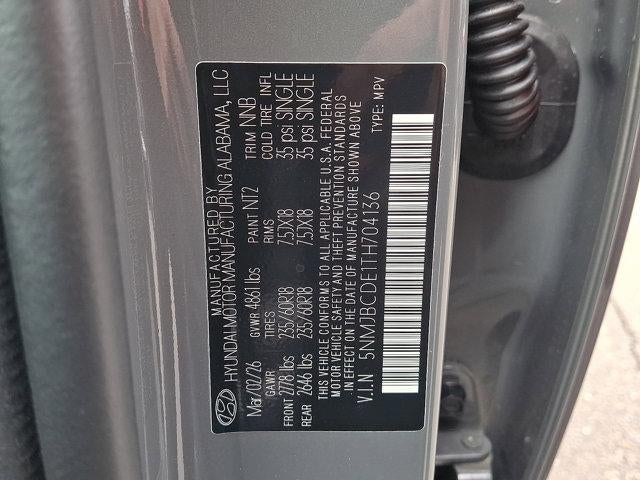 MANUFACTURED BY
HYUNDAI MOTOR MANUFACTURING ALABAMA, LLC
Mar/02/26 GVWR 4861 lbs PAINT NT2 TRIM NNB
GAWR TIRES RIMS COLD TIRE INFL
FRONT 2778 lbs 235/60R18 7.5JX18 35 psi SINGLE
REAR 2646 lbs 235/60R18 7.5JX18 35 psi SINGLE
THIS VEHICLE CONFORMS TO ALL APPLICABLE U.S.A. FEDERAL
MOTOR VEHICLE SAFETY AND THEFT PREVENTION STANDARDS
IN EFFECT ON THE DATE OF MANUFACTURE SHOWN ABOVE
V.I.N 5NMJBCDE1TH704136
TYPE: MPV